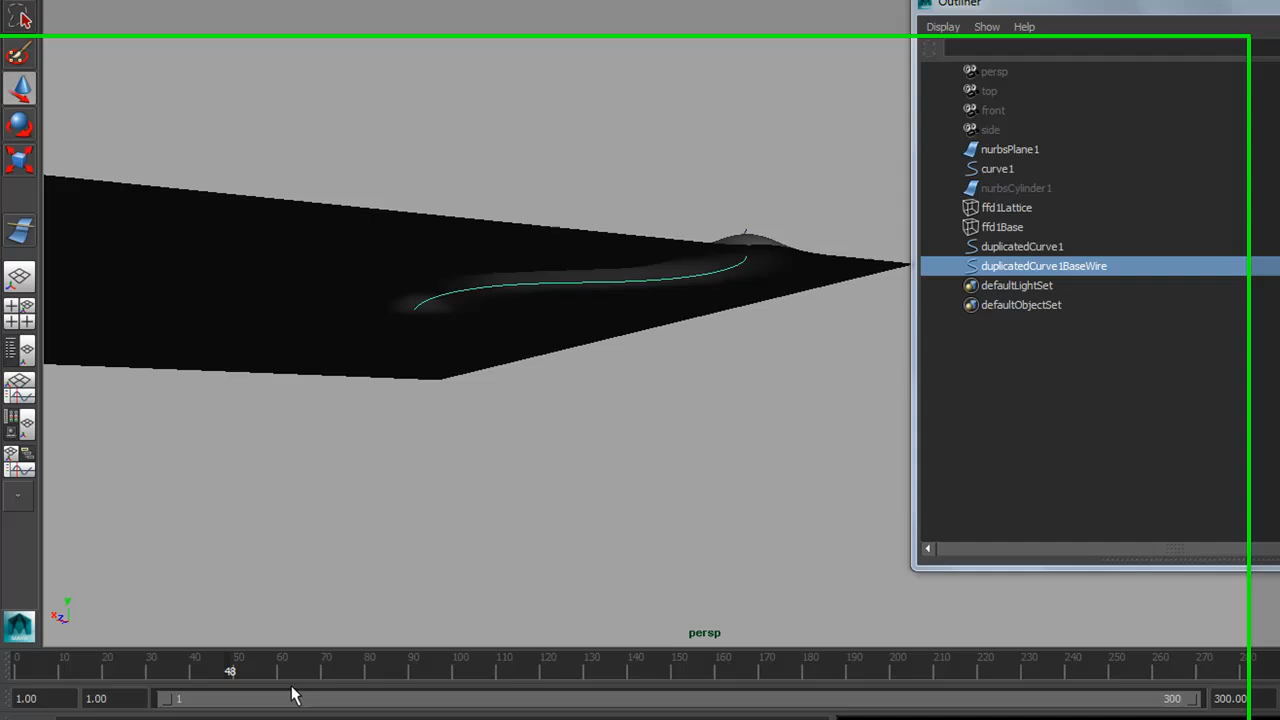 Outliner
Display Show Help
persp
top
front
side
nurbsPlane1
curve1
nurbsCylinder1
ffd1Lattice
ffd1Base
duplicatedCurve1
duplicatedCurve1BaseWire
defaultLightSet
defaultObjectSet
y
x z
persp
0 10 20 30 40 50 60 70 80 90 100 110 120 130 140 150 160 170 180 190 200 210 220 230 240 250 260 270 280
48
1.00 1.00 1 300 300.00